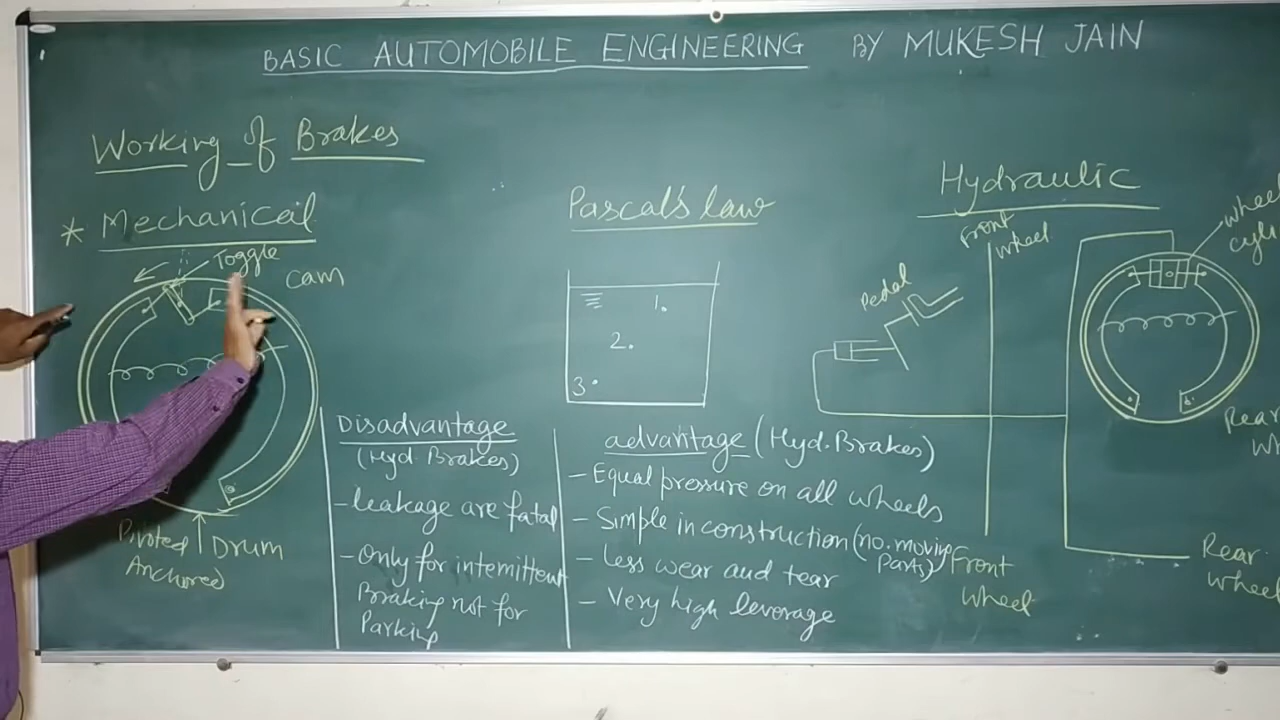 BASIC AUTOMOBILE ENGINEERING BY MUKESH JAIN
Working of Brakes
* Mechanical
Toggle
cam
Pivoted
Anchored
Drum
Pascal's law
1.
2.
3.
Hydraulic
Front
wheel
Pedal
wheel
cyli
Rear
Wh
Rear
wheel
Front
Wheel
Disadvantage
(Hyd Brakes)
- leakage are fatal
- Only for intemittent
Braking not for
Parking
advantage (Hyd. Brakes)
- Equal pressure on all wheels
- Simple in construction (no. moving
Parts)
- Less wear and tear
- Very high leverage